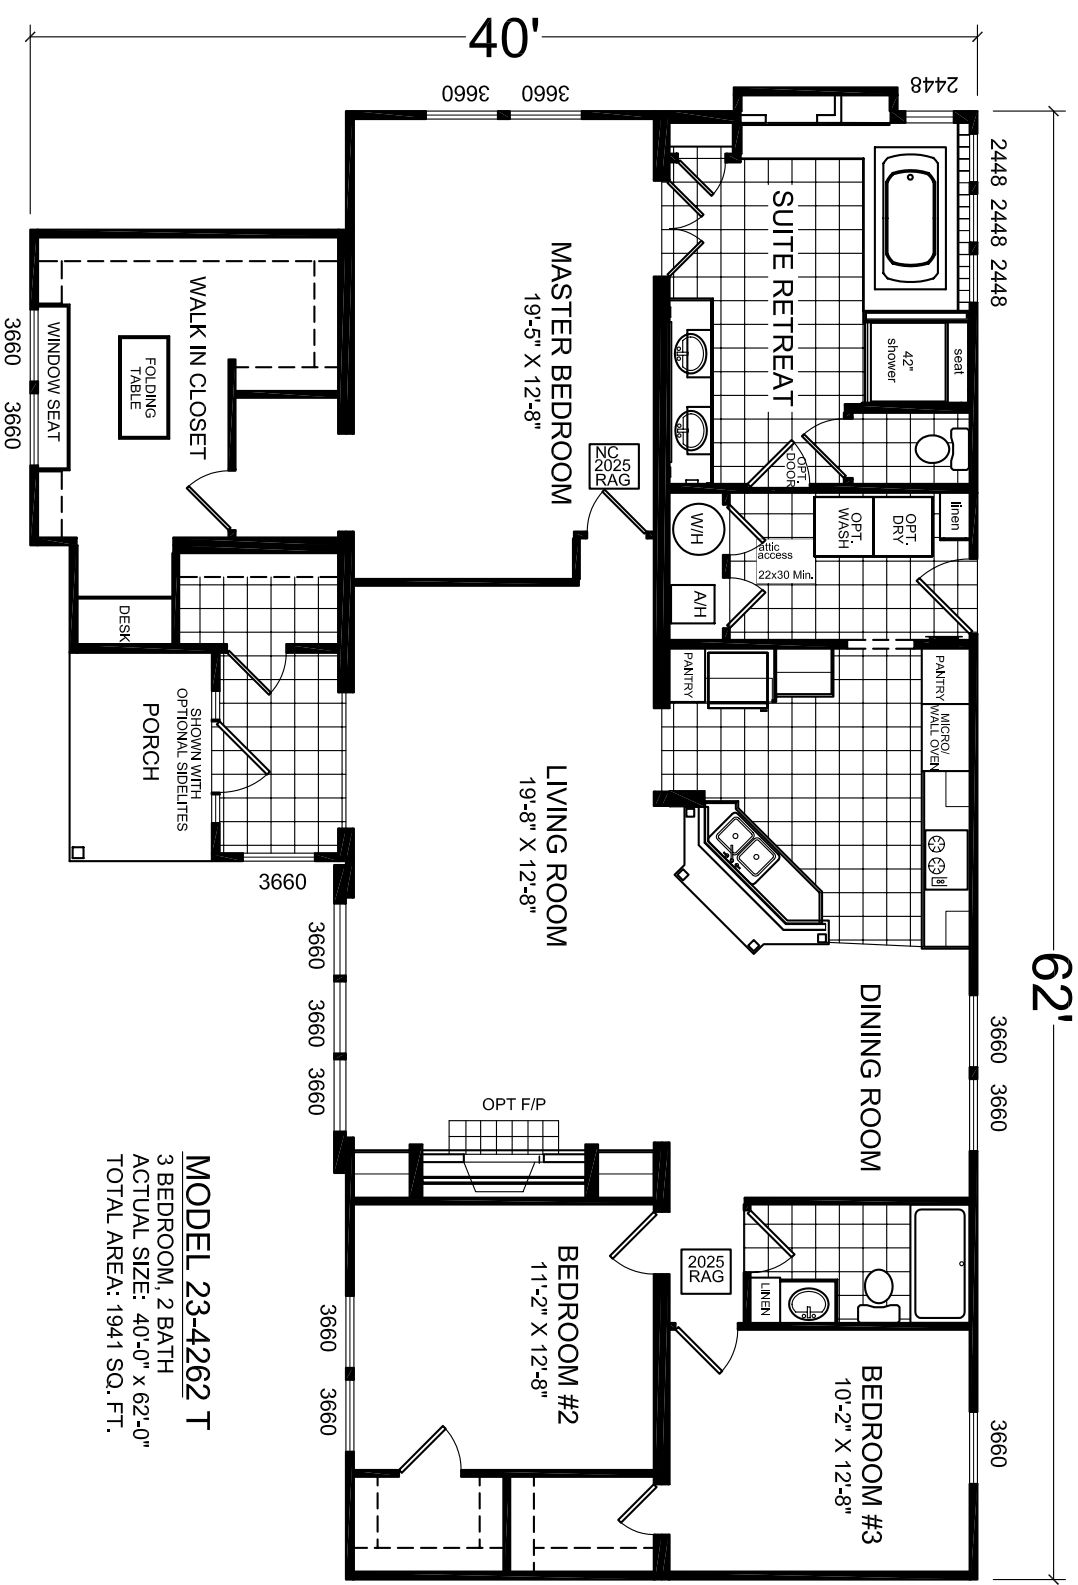 40'
62'
3660
3660
2448
2448
2448
2448
SUITE RETREAT
42"
shower
seat
MASTER BEDROOM
19'-5" X 12'-8"
NC
2025
RAG
WALK IN CLOSET
FOLDING
TABLE
WINDOW SEAT
3660
3660
OPT.
DOOR
linen
OPT.
DRY
OPT.
WASH
W/H
attic
access
22x30 Min.
A/H
DESK
PANTRY
PANTRY
MICRO/
WALL OVEN
SHOWN WITH
OPTIONAL SIDELITES
PORCH
3660
LIVING ROOM
19'-8" X 12'-8"
3660
3660
3660
DINING ROOM
3660
3660
OPT F/P
BEDROOM #2
11'-2" X 12'-8"
2025
RAG
LINEN
3660
3660
BEDROOM #3
10'-2" X 12'-8"
3660
MODEL 23-4262 T
3 BEDROOM, 2 BATH
ACTUAL SIZE: 40'-0" x 62'-0"
TOTAL AREA: 1941 SQ. FT.